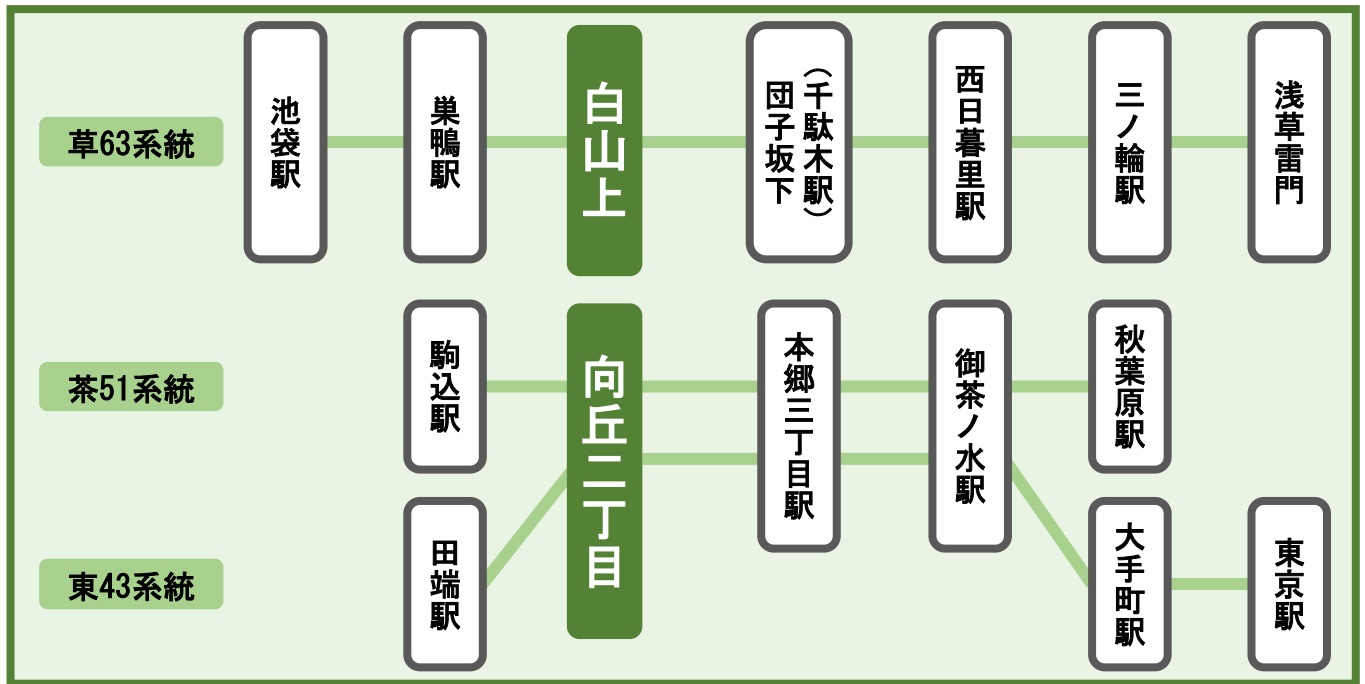 草63系統
池袋駅
巣鴨駅
白山上
(千駄木駅)
団子坂下
西日暮里駅
三ノ輪駅
浅草雷門
茶51系統
駒込駅
向丘二丁目
本郷三丁目駅
御茶ノ水駅
秋葉原駅
東43系統
田端駅
大手町駅
東京駅